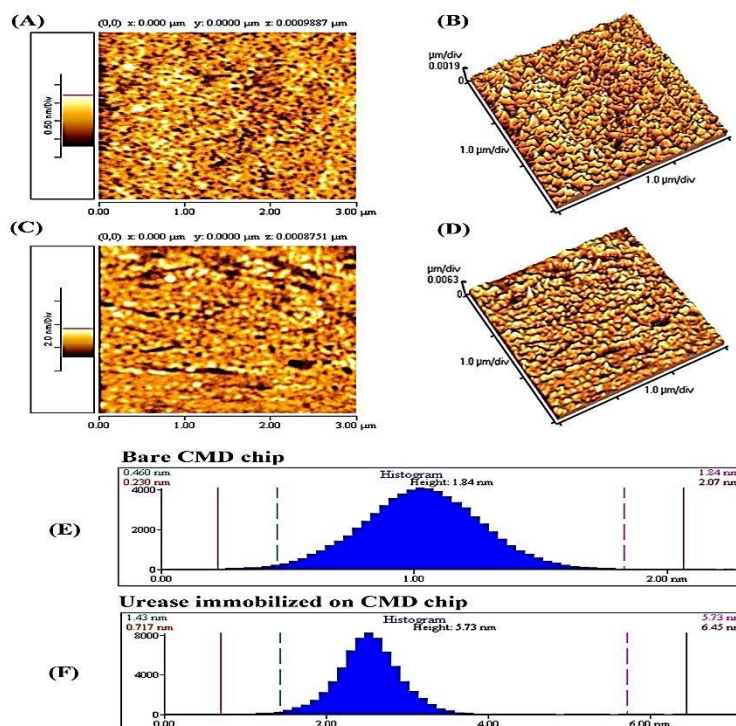 (A)
(0,0) x: 0.000 µm y: 0.0000 µm z: 0.0009887
0.50 nm/Div
0.00 1.00 2.00 3.00
µm
(B)
µm/div
0.0019
0
1.0 µm/div
1.0 µm/div
(C)
(0,0) x: 0.000 µm y: 0.0000 µm z: 0.0008751
2.0 nm/Div
0.00 1.00 2.00 3.00
µm
(D)
µm/div
0.0063
0
1.0 µm/div
1.0 µm/div
Bare CMD chip
(E)
0.460 nm Histogram 1.84 nm
0.230 nm Height: 1.84 nm 2.07 nm
4000
2000
0
0.00 1.00 2.00 nm
Urease immobilized on CMD chip
(F)
1.43 nm Histogram 5.73 nm
0.717 nm Height: 5.73 nm 6.45 nm
8000
4000
0
2.00 4.00 6.00 nm